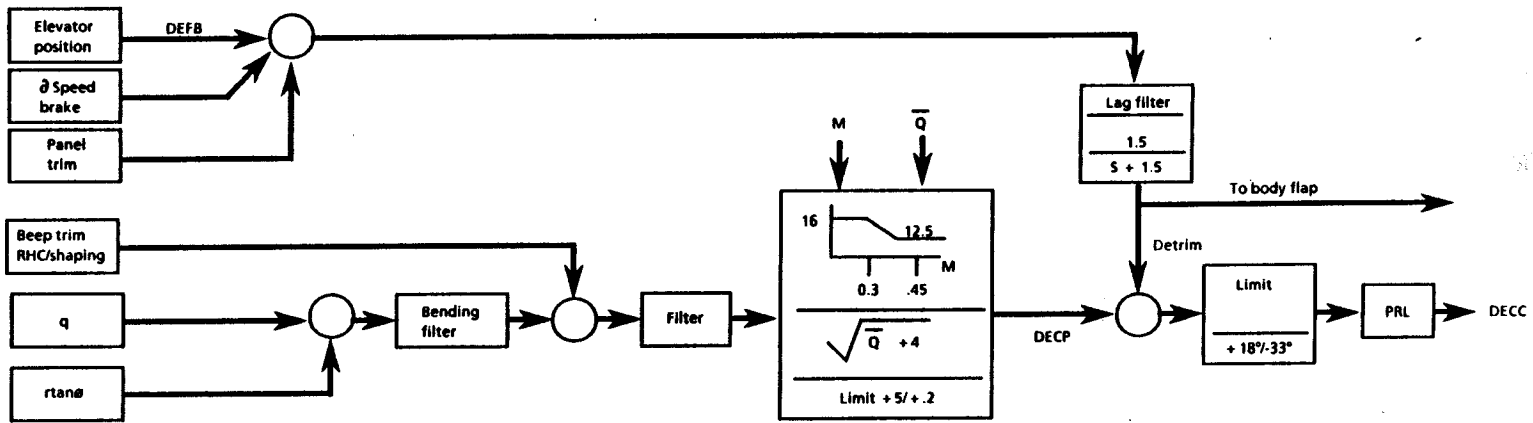 Elevator
position
DEFB
∂ Speed
brake
Panel
trim
Lag filter
1.5
S + 1.5
To body flap
Detrim
Beep trim
RHC/shaping
q
rtanø
Bending
filter
Filter
M
Q̅
16
12.5
M
0.3
.45
√Q̅ + 4
Limit + 5/ + .2
DECP
Limit
+ 18°/-33°
PRL
DECC